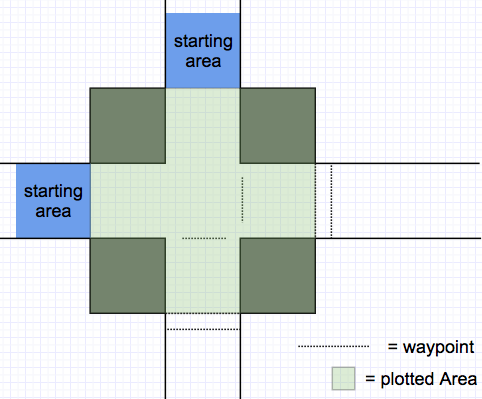 starting
area
starting
area
= waypoint
= plotted Area